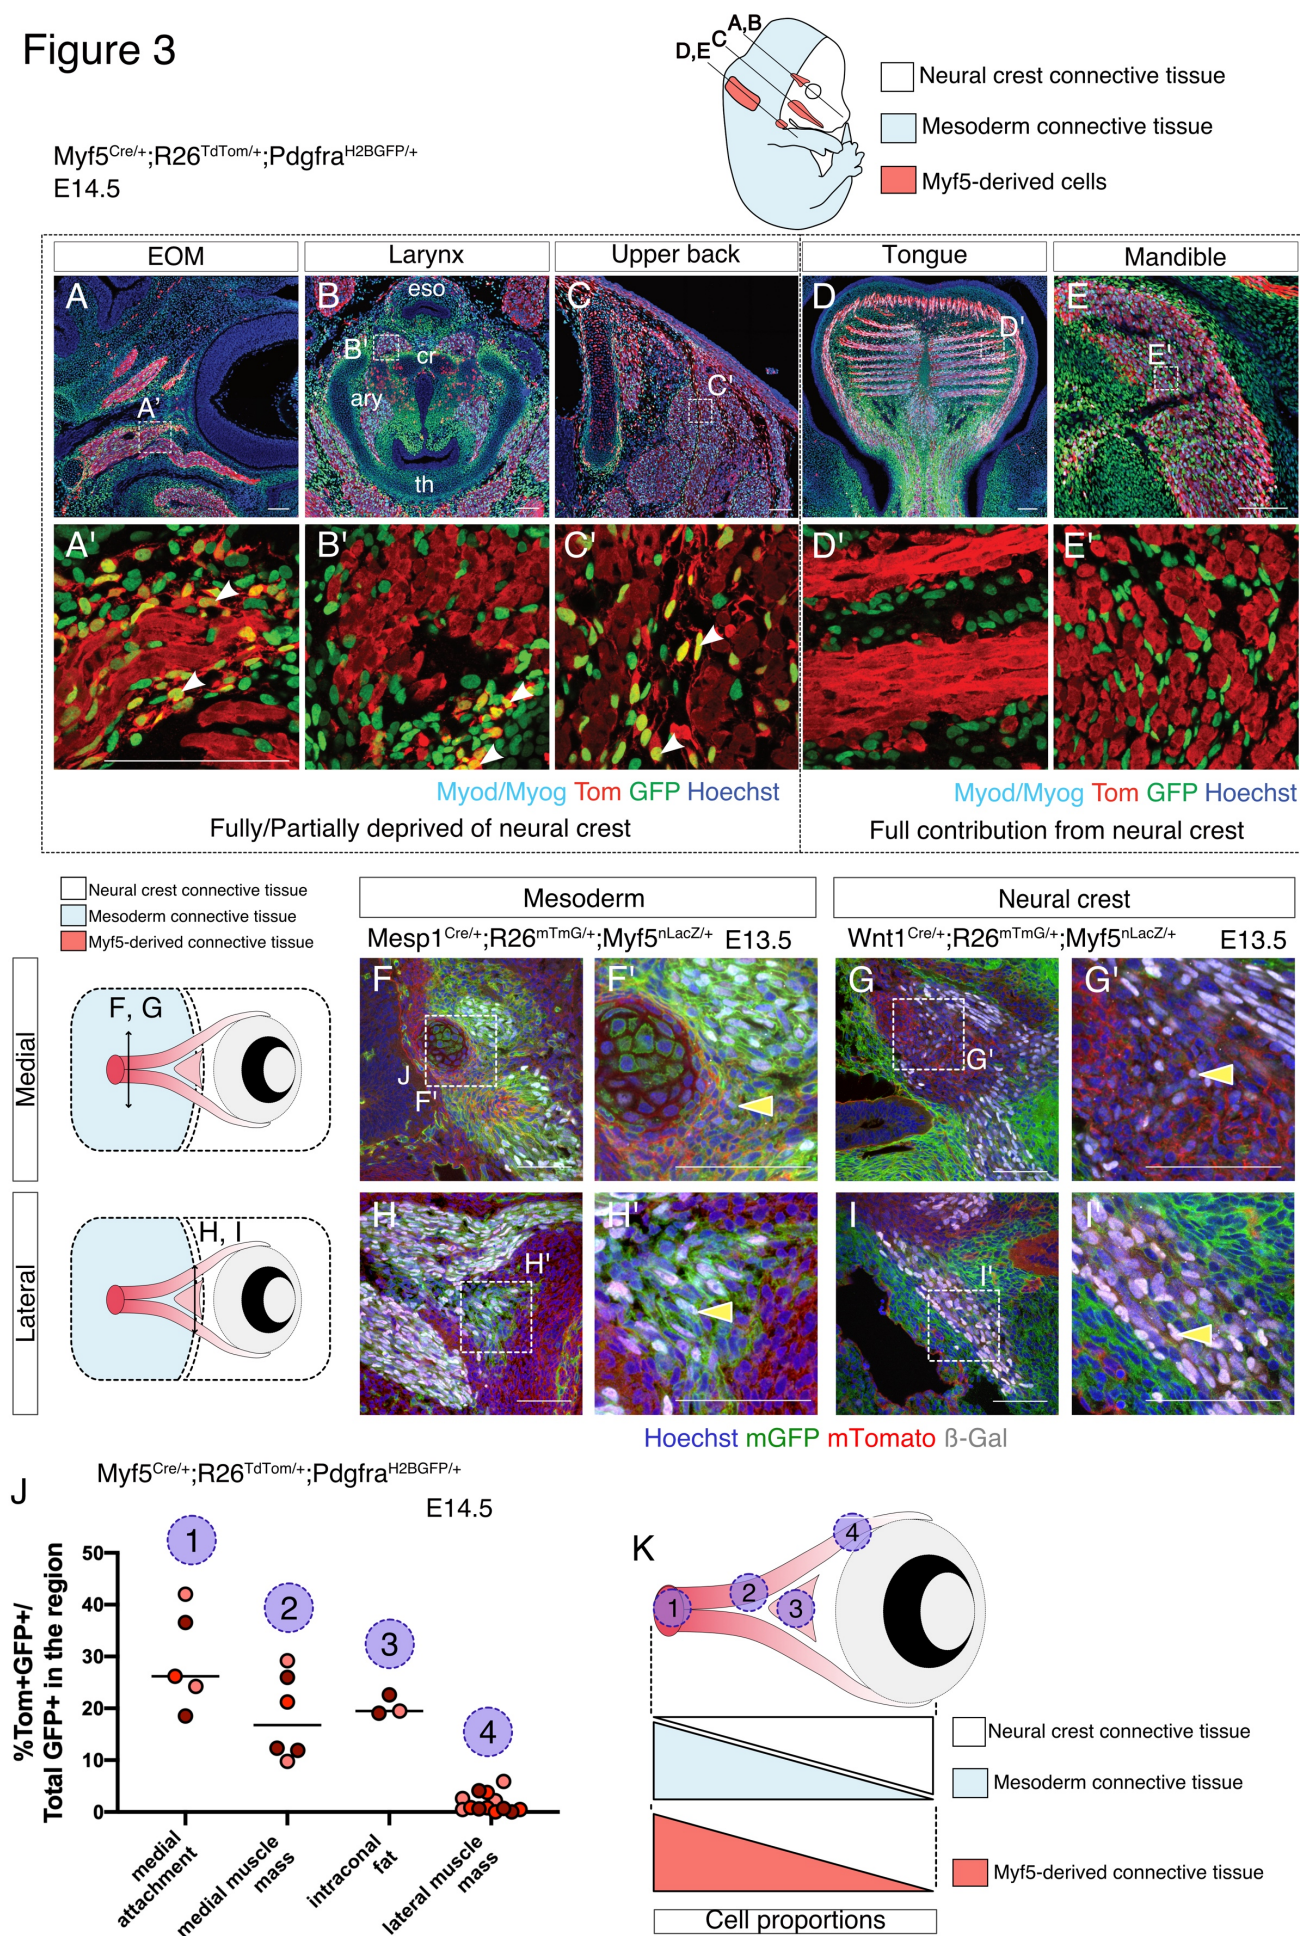 Figure 3
A,B
C
D,E
Neural crest connective tissue
Mesoderm connective tissue
Myf5-derived cells
Myf5Cre/+;R26TdTom/+;PdgfraH2BGFP/+
E14.5
EOM
Larynx
Upper back
Tongue
Mandible
A
A'
B
eso
B'
cr
ary
th
C
C'
D
D'
E
E'
A'
B'
C'
D'
E'
Myod/Myog Tom GFP Hoechst
Myod/Myog Tom GFP Hoechst
Fully/Partially deprived of neural crest
Full contribution from neural crest
Neural crest connective tissue
Mesoderm connective tissue
Myf5-derived connective tissue
Mesoderm
Neural crest
Mesp1Cre/+;R26mTmG/+;Myf5nLacZ/+ E13.5
Wnt1Cre/+;R26mTmG/+;Myf5nLacZ/+ E13.5
Medial
F, G
F
J
F'
F'
G
G'
G'
Lateral
H, I
H
H'
H'
I
I'
I'
Hoechst mGFP mTomato ß-Gal
J
Myf5Cre/+;R26TdTom/+;PdgfraH2BGFP/+
E14.5
%Tom+GFP+/
Total GFP+ in the region
50
40
30
20
10
0
1
2
3
4
medial
attachment
medial muscle
mass
intraconal
fat
lateral muscle
mass
K
1
2
3
4
Neural crest connective tissue
Mesoderm connective tissue
Myf5-derived connective tissue
Cell proportions